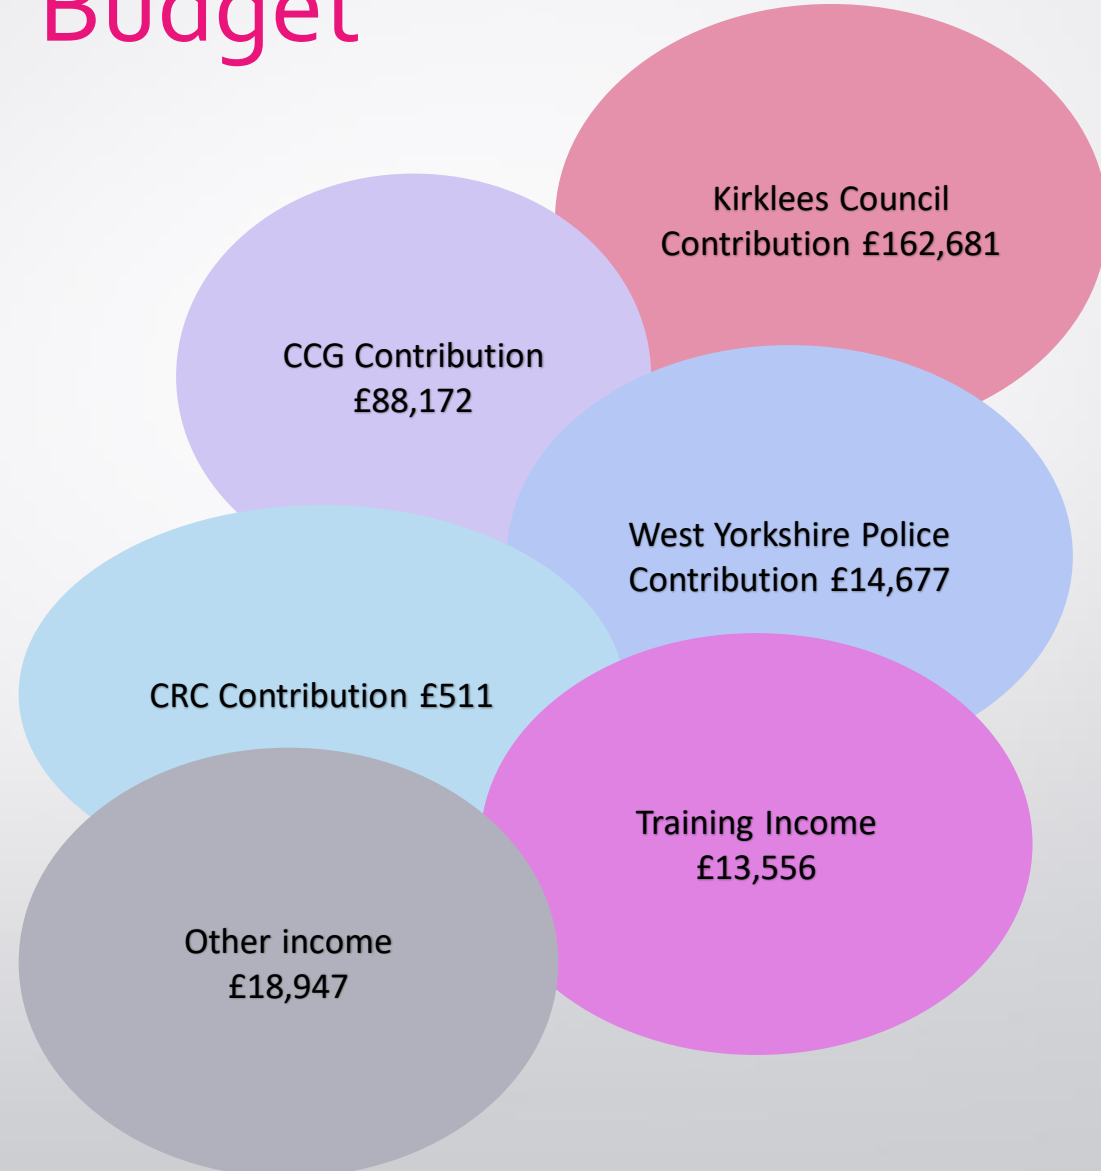 Budget
Kirklees Council
Contribution £162,681
CCG Contribution
£88,172
West Yorkshire Police
Contribution £14,677
CRC Contribution £511
Training Income
£13,556
Other income
£18,947